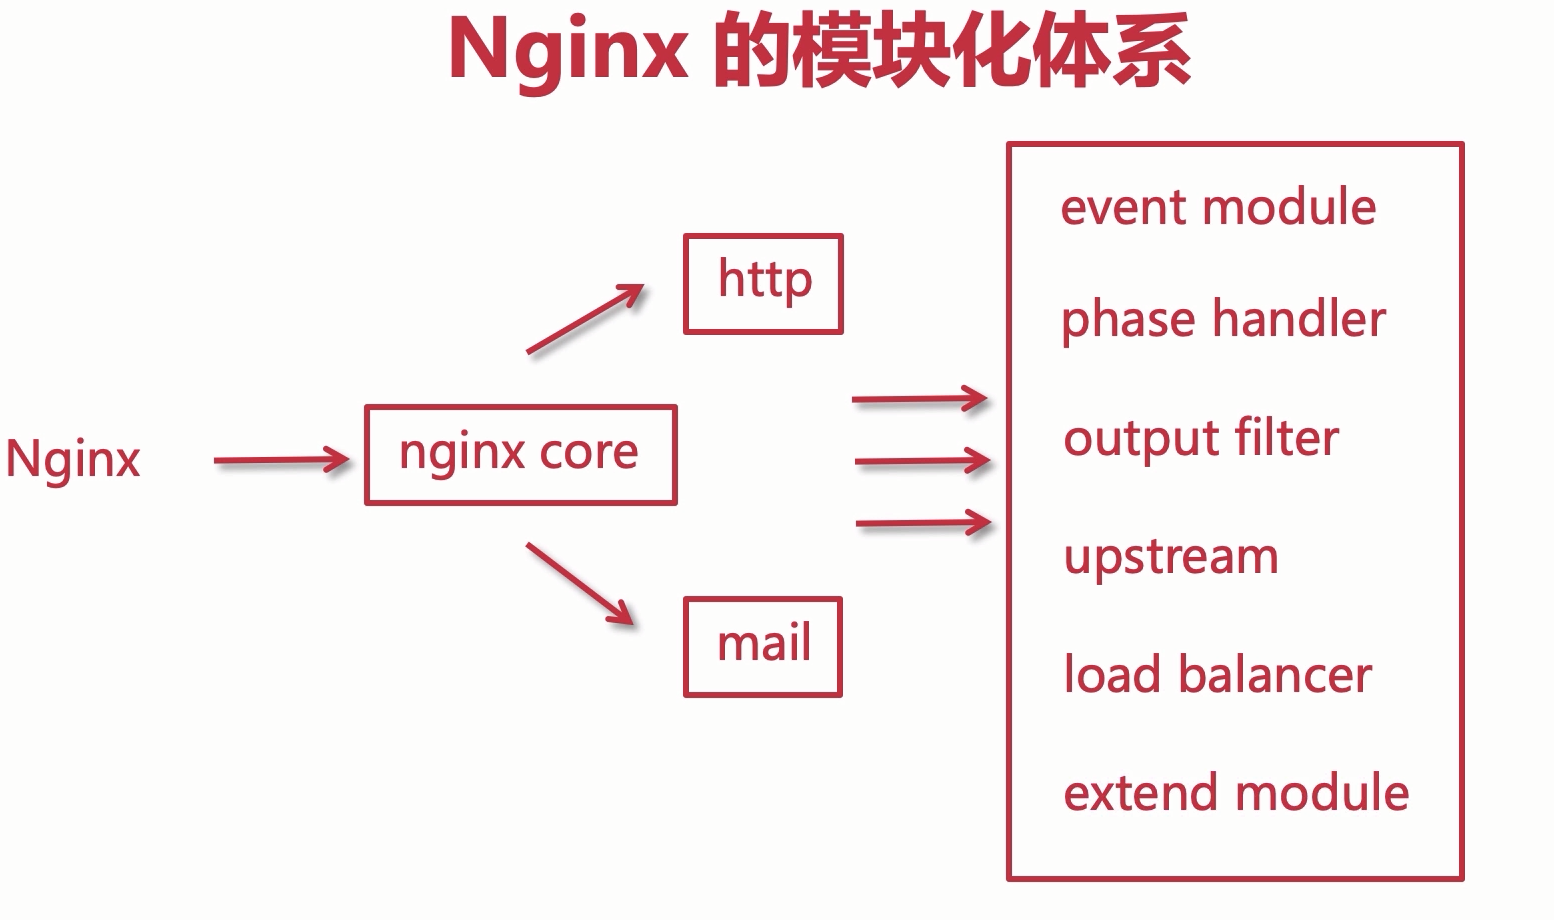 Nginx 的模块化体系
Nginx
nginx core
http
mail
event module
phase handler
output filter
upstream
load balancer
extend module